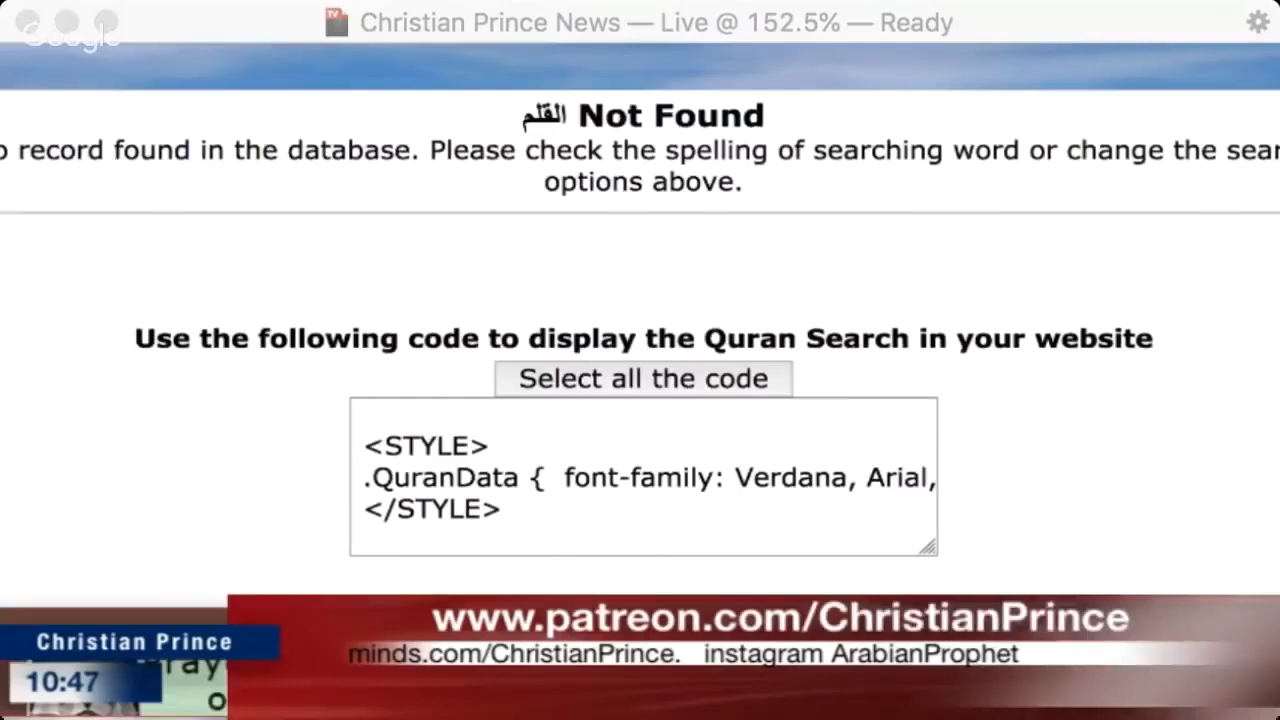 Christian Prince News — Live @ 152.5% — Ready
Google
القلم Not Found
record found in the database. Please check the spelling of searching word or change the sear
options above.
Use the following code to display the Quran Search in your website
Select all the code
<STYLE>
.QuranData { font-family: Verdana, Arial,
</STYLE>
www.patreon.com/ChristianPrince
Christian Prince
minds.com/ChristianPrince. instagram ArabianProphet
10:47